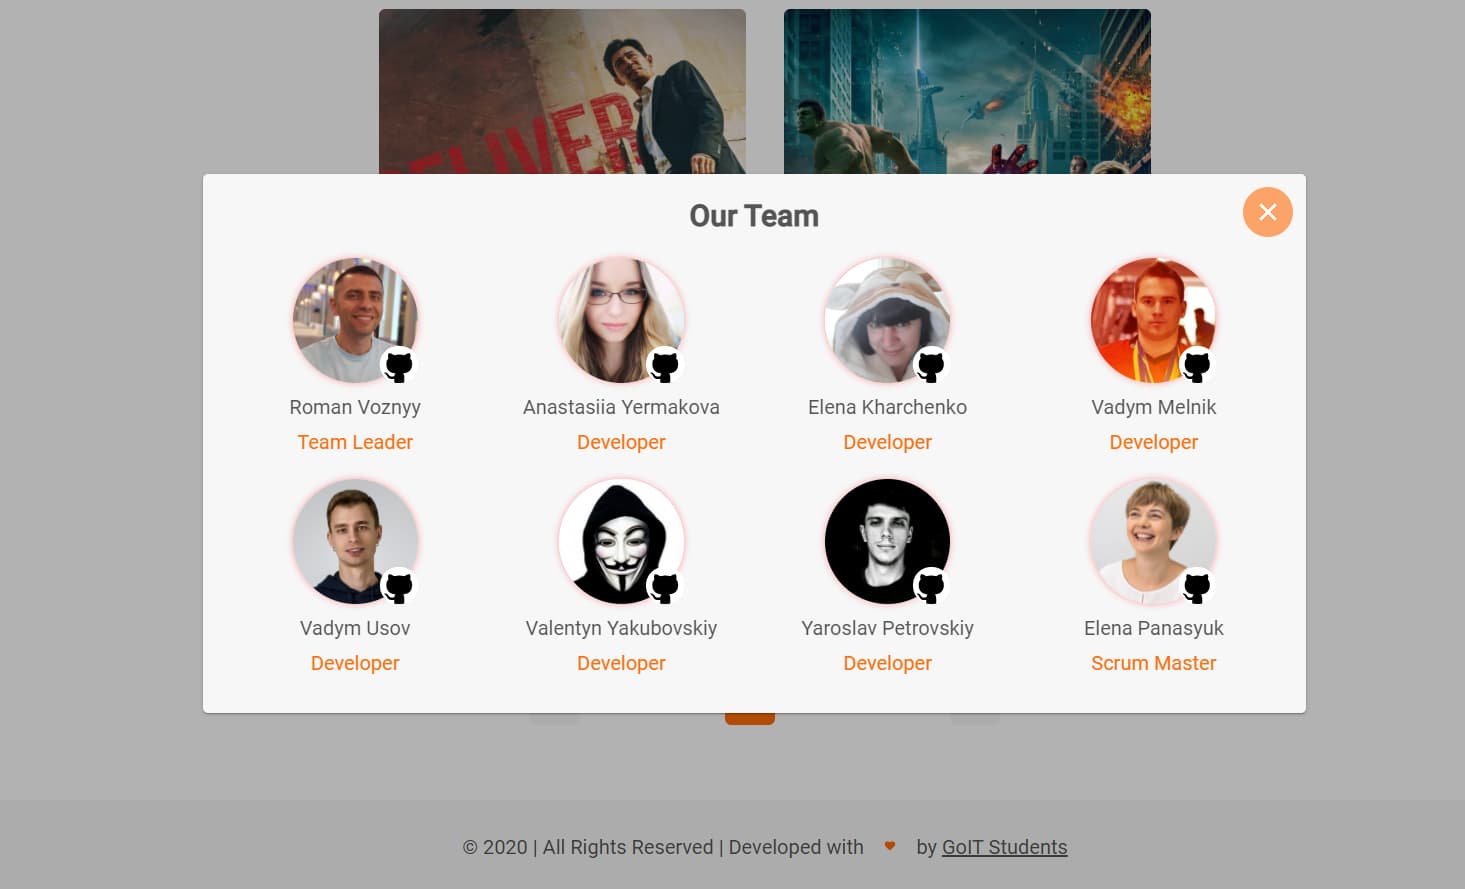 DELIVER
Our Team
Roman Voznyy
Team Leader
Anastasiia Yermakova
Developer
Elena Kharchenko
Developer
Vadym Melnik
Developer
Vadym Usov
Developer
Valentyn Yakubovskiy
Developer
Yaroslav Petrovskiy
Developer
Elena Panasyuk
Scrum Master
© 2020 | All Rights Reserved | Developed with ♥ by GoIT Students